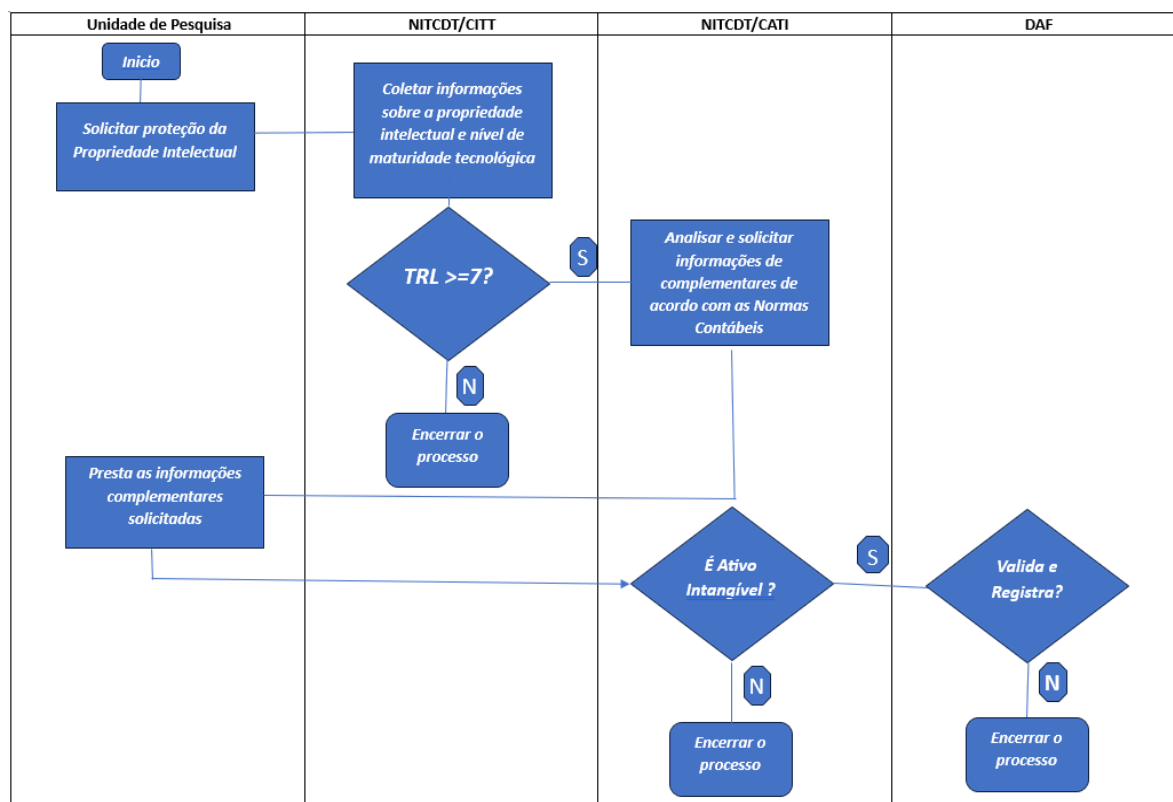 Unidade de Pesquisa
NITCDT/CITT
NITCDT/CATI
DAF
Inicio
Solicitar proteção da
Propriedade Intelectual
Coletar informações
sobre a propriedade
intelectual e nível de
maturidade tecnológica
TRL >=7?
S
Analisar e solicitar
informações de
complementares de
acordo com as Normas
Contábeis
N
Encerrar o
processo
Presta as informações
complementares
solicitadas
É Ativo
Intangível ?
S
Valida e
Registra?
N
Encerrar o
processo
N
Encerrar o
processo